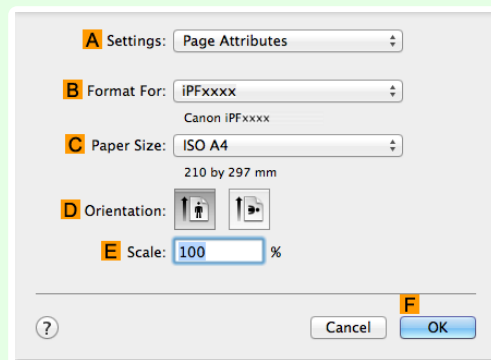 A Settings: Page Attributes
B Format For: iPFxxxx
Canon iPFxxxx
C Paper Size: ISO A4
210 by 297 mm
D Orientation:
E Scale: 100 %
F
? Cancel OK